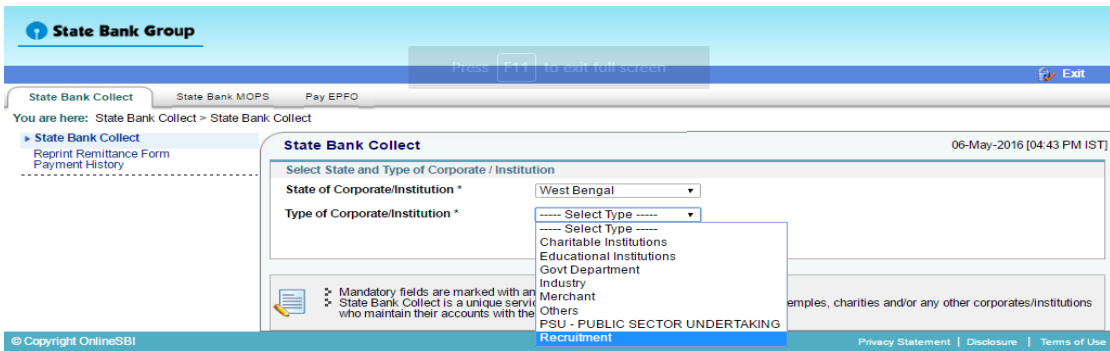 State Bank Group
Press F11 to exit full screen
Exit
State Bank Collect State Bank MOPS Pay EPFO
You are here: State Bank Collect > State Bank Collect
State Bank Collect
Reprint Remittance Form
Payment History
State Bank Collect 06-May-2016 [04:43 PM IST]
Select State and Type of Corporate / Institution
State of Corporate/Institution * West Bengal
Type of Corporate/Institution * ----- Select Type -----
----- Select Type -----
Charitable Institutions
Educational Institutions
Govt Department
Industry
Merchant
Others
PSU - PUBLIC SECTOR UNDERTAKING
Recruitment
Mandatory fields are marked with an
State Bank Collect is a unique servic emples, charities and/or any other corporates/institutions
who maintain their accounts with the
© Copyright OnlineSBI Privacy Statement | Disclosure | Terms of Use